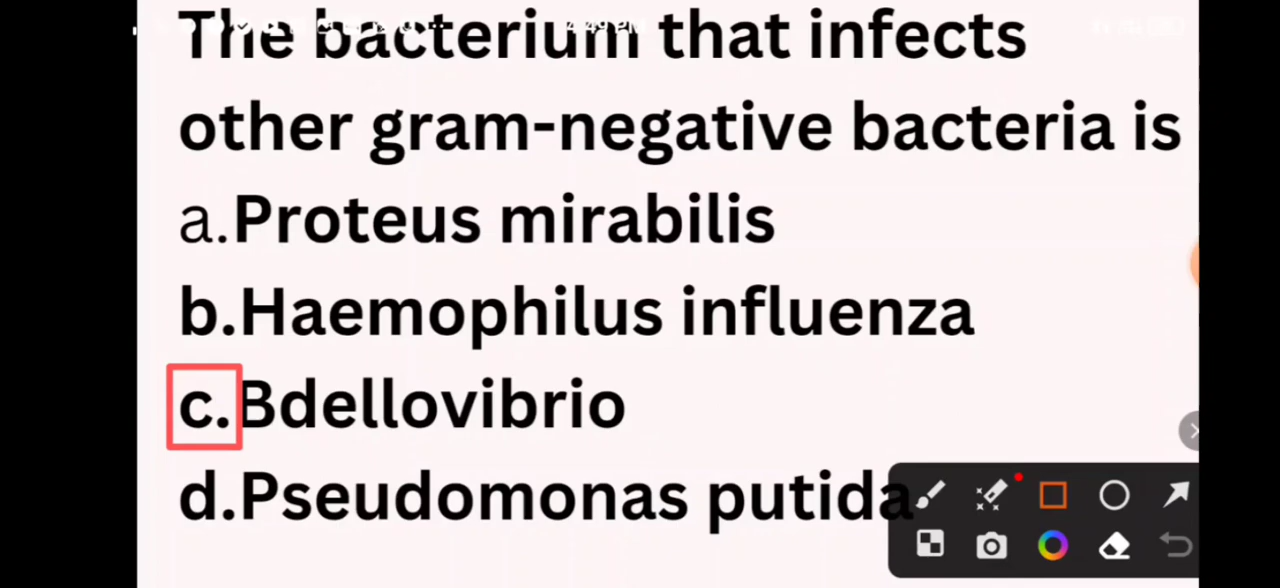 The bacterium that infects
other gram-negative bacteria is
a.Proteus mirabilis
b.Haemophilus influenza
c.Bdellovibrio
d.Pseudomonas putida